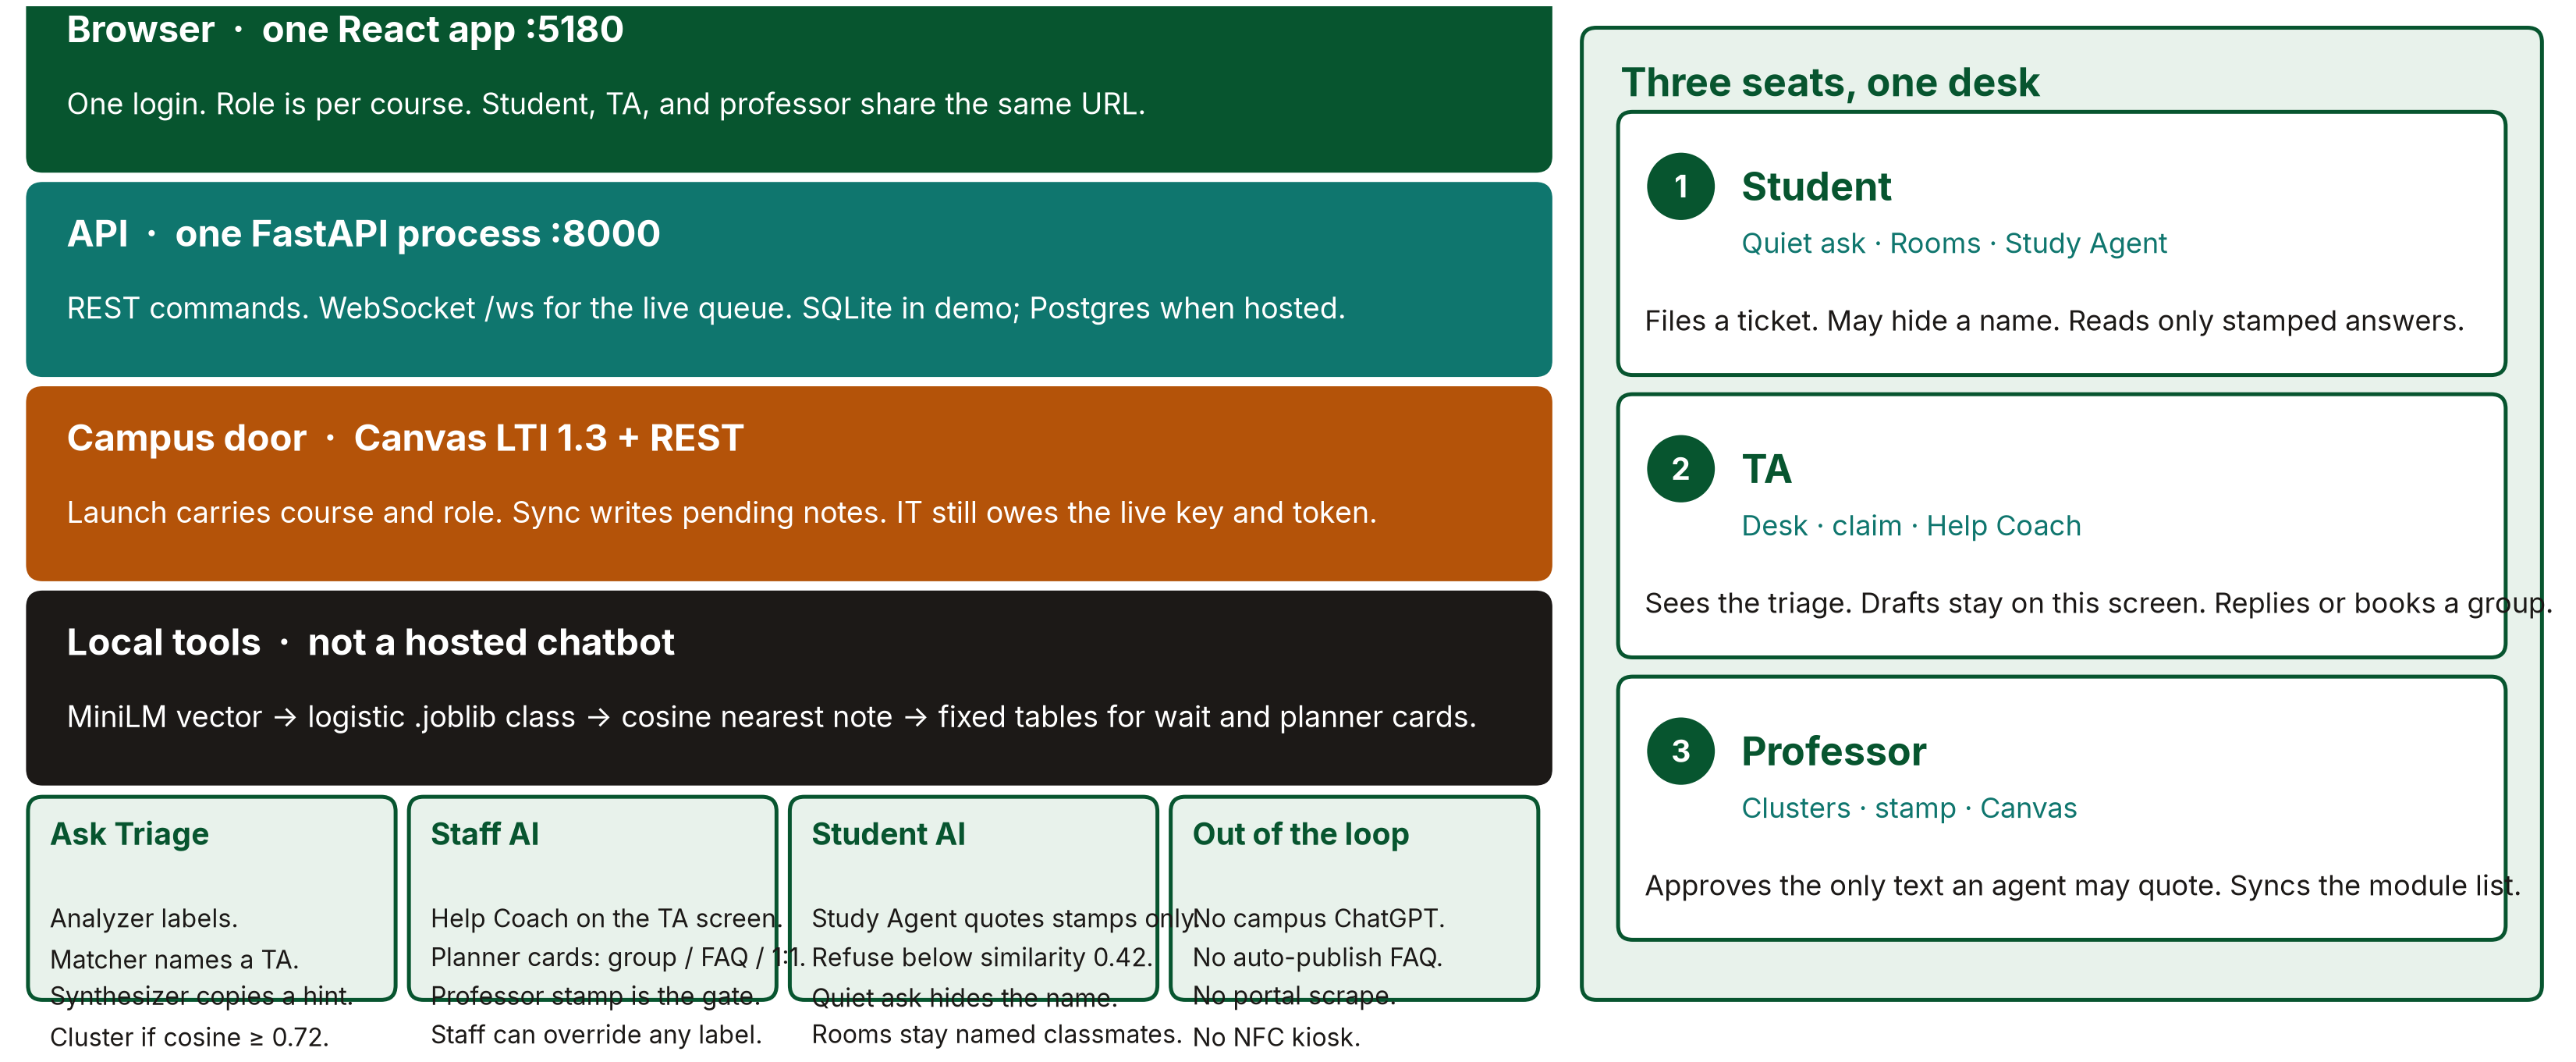 Browser · one React app :5180
One login. Role is per course. Student, TA, and professor share the same URL.
API · one FastAPI process :8000
REST commands. WebSocket /ws for the live queue. SQLite in demo; Postgres when hosted.
Campus door · Canvas LTI 1.3 + REST
Launch carries course and role. Sync writes pending notes. IT still owes the live key and token.
Local tools · not a hosted chatbot
MiniLM vector → logistic .joblib class → cosine nearest note → fixed tables for wait and planner cards.
Ask Triage
Analyzer labels.
Matcher names a TA.
Synthesizer copies a hint.
Cluster if cosine ≥ 0.72.
Staff AI
Help Coach on the TA screen.
Planner cards: group / FAQ / 1:1.
Professor stamp is the gate.
Staff can override any label.
Student AI
Study Agent quotes stamps only.
Refuse below similarity 0.42.
Quiet ask hides the name.
Rooms stay named classmates.
Out of the loop
No campus ChatGPT.
No auto-publish FAQ.
No portal scrape.
No NFC kiosk.
Three seats, one desk
1 Student
Quiet ask · Rooms · Study Agent
Files a ticket. May hide a name. Reads only stamped answers.
2 TA
Desk · claim · Help Coach
Sees the triage. Drafts stay on this screen. Replies or books a group.
3 Professor
Clusters · stamp · Canvas
Approves the only text an agent may quote. Syncs the module list.